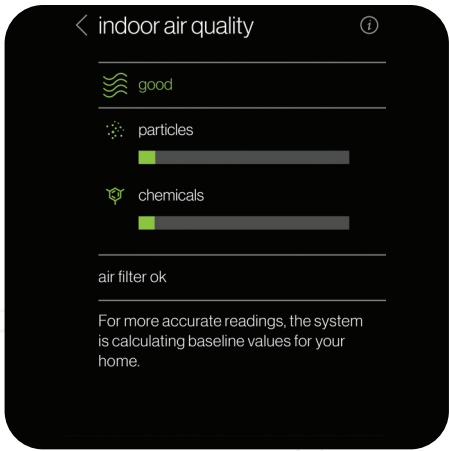 indoor air quality
good
particles
chemicals
air filter ok
For more accurate readings, the system
is calculating baseline values for your
home.